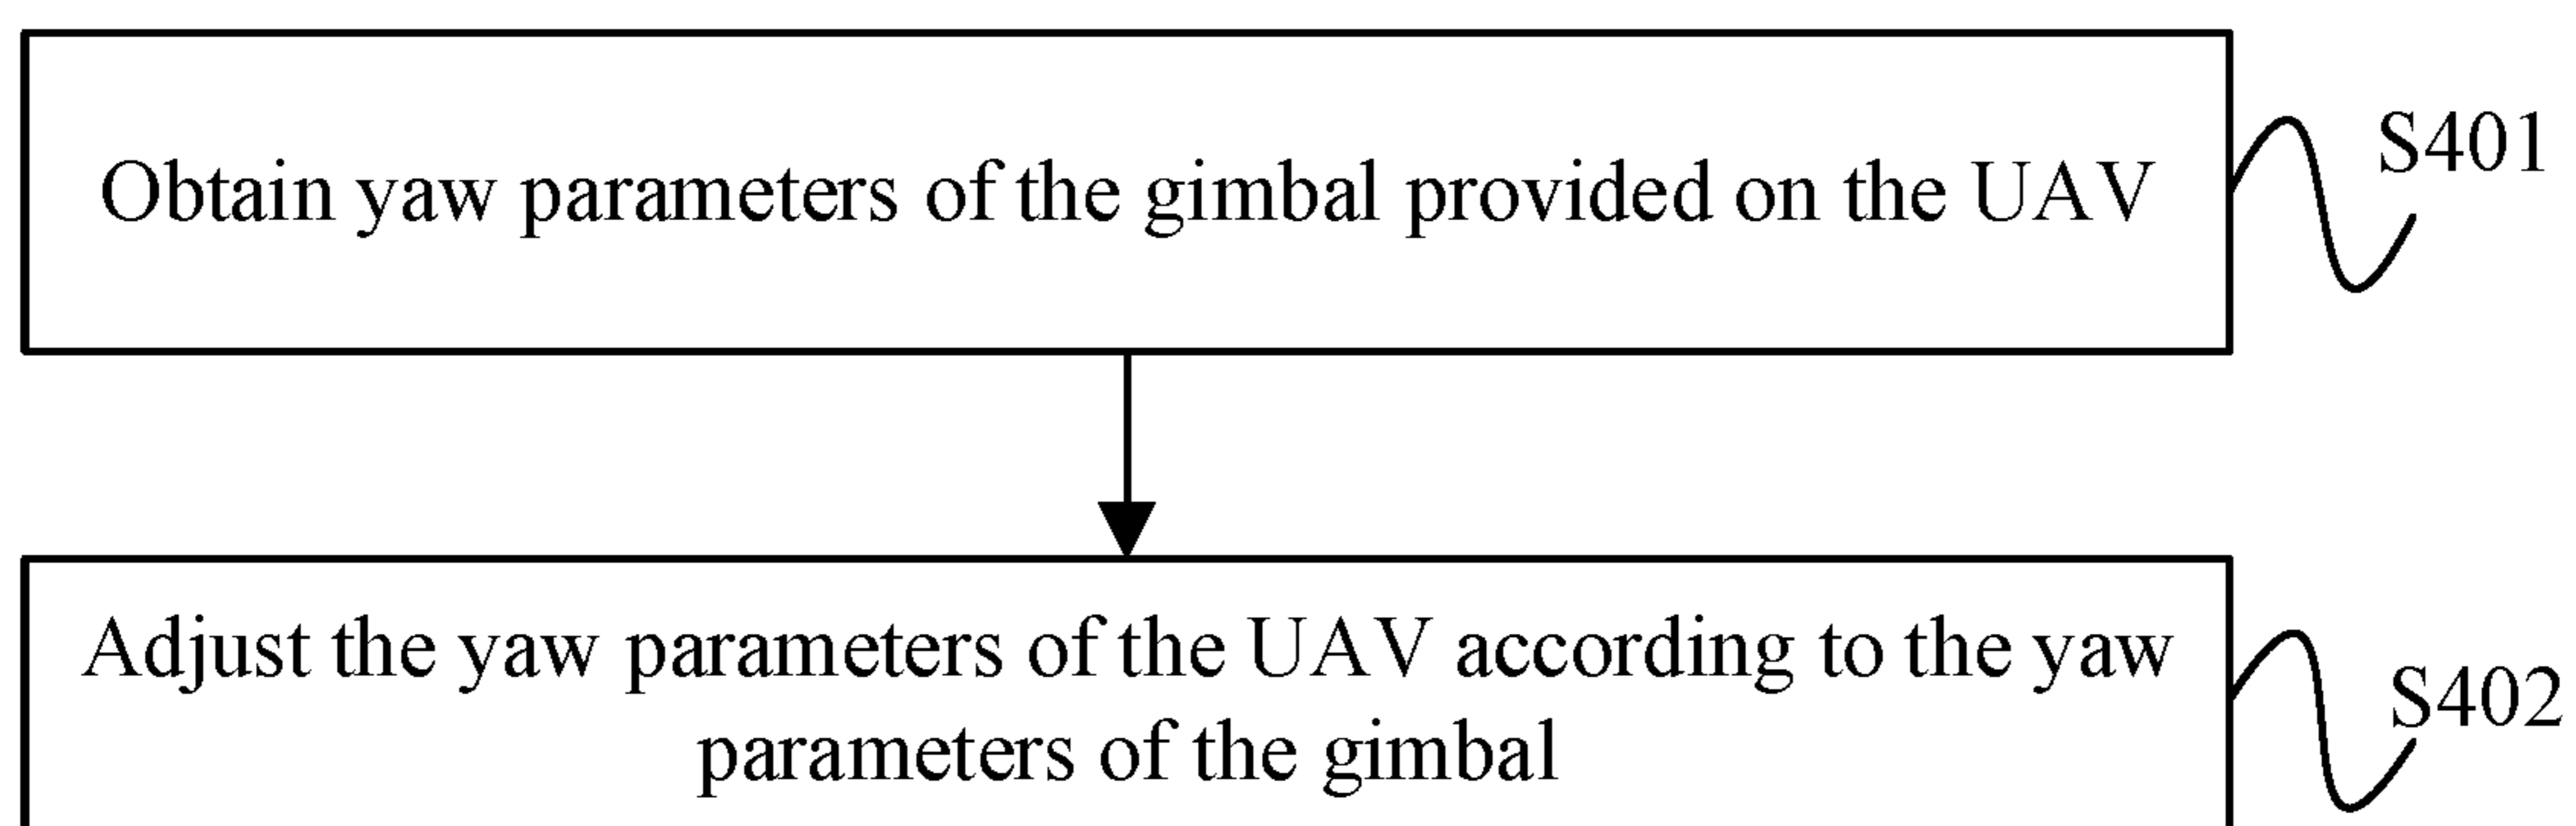 Obtain yaw parameters of the gimbal provided on the UAV
S401
Adjust the yaw parameters of the UAV according to the yaw
parameters of the gimbal
S402